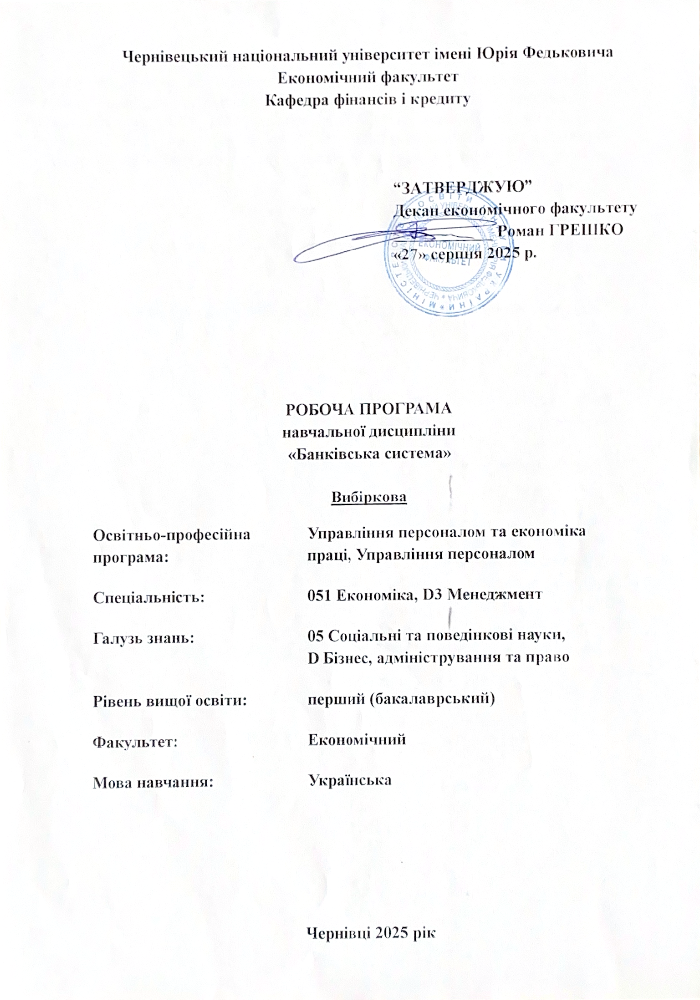 Чернівецький національний університет імені Юрія Федьковича
Економічний факультет
Кафедра фінансів і кредиту
“ЗАТВЕРДЖУЮ”
Декан економічного факультету
Роман ГРЕШКО
«27» серпня 2025 р.
ЕКОНОМІЧНИЙ
ФАКУЛЬТЕТ
РОБОЧА ПРОГРАМА
навчальної дисципліни
«Банківська система»
Вибіркова
Освітньо-професійна програма: Управління персоналом та економіка праці, Управління персоналом
Спеціальність: 051 Економіка, D3 Менеджмент
Галузь знань: 05 Соціальні та поведінкові науки,
D Бізнес, адміністрування та право
Рівень вищої освіти: перший (бакалаврський)
Факультет: Економічний
Мова навчання: Українська
Чернівці 2025 рік